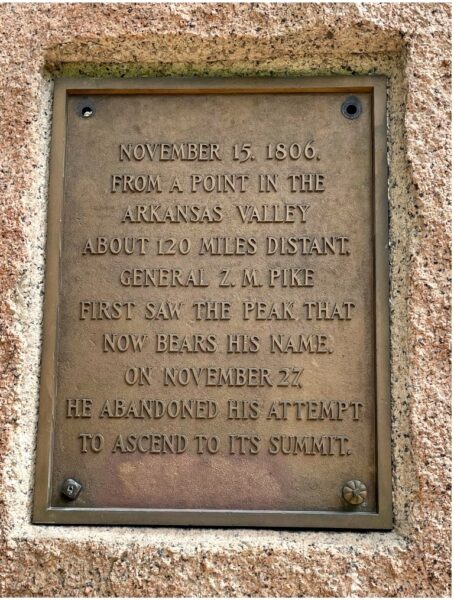 NOVEMBER 15, 1806,
FROM A POINT IN THE
ARKANSAS VALLEY
ABOUT 120 MILES DISTANT,
GENERAL Z. M. PIKE
FIRST SAW THE PEAK THAT
NOW BEARS HIS NAME.
ON NOVEMBER 27,
HE ABANDONED HIS ATTEMPT
TO ASCEND TO ITS SUMMIT.